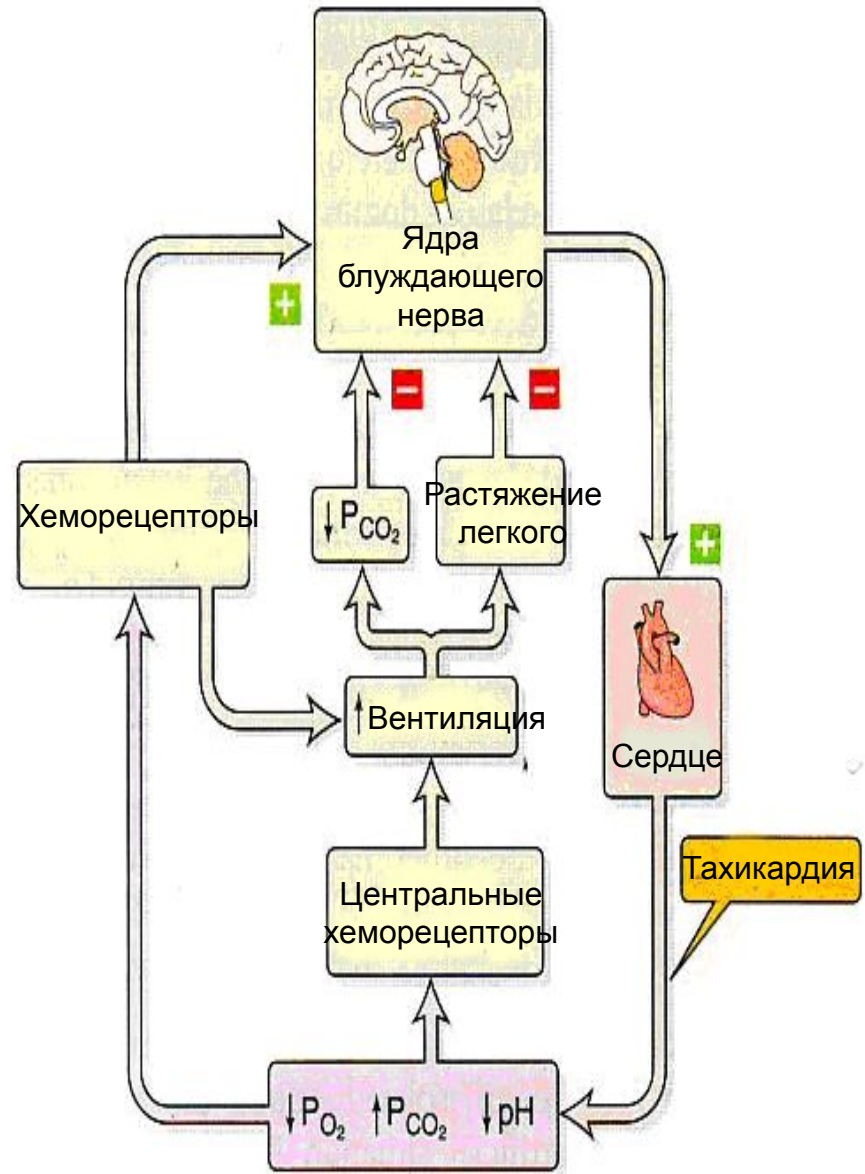 Ядра
блуждающего
нерва
+
−
−
Хеморецепторы
↓PCO₂
Растяжение
легкого
+
↑Вентиляция
Сердце
Тахикардия
Центральные
хеморецепторы
↓PO₂ ↑PCO₂ ↓pH